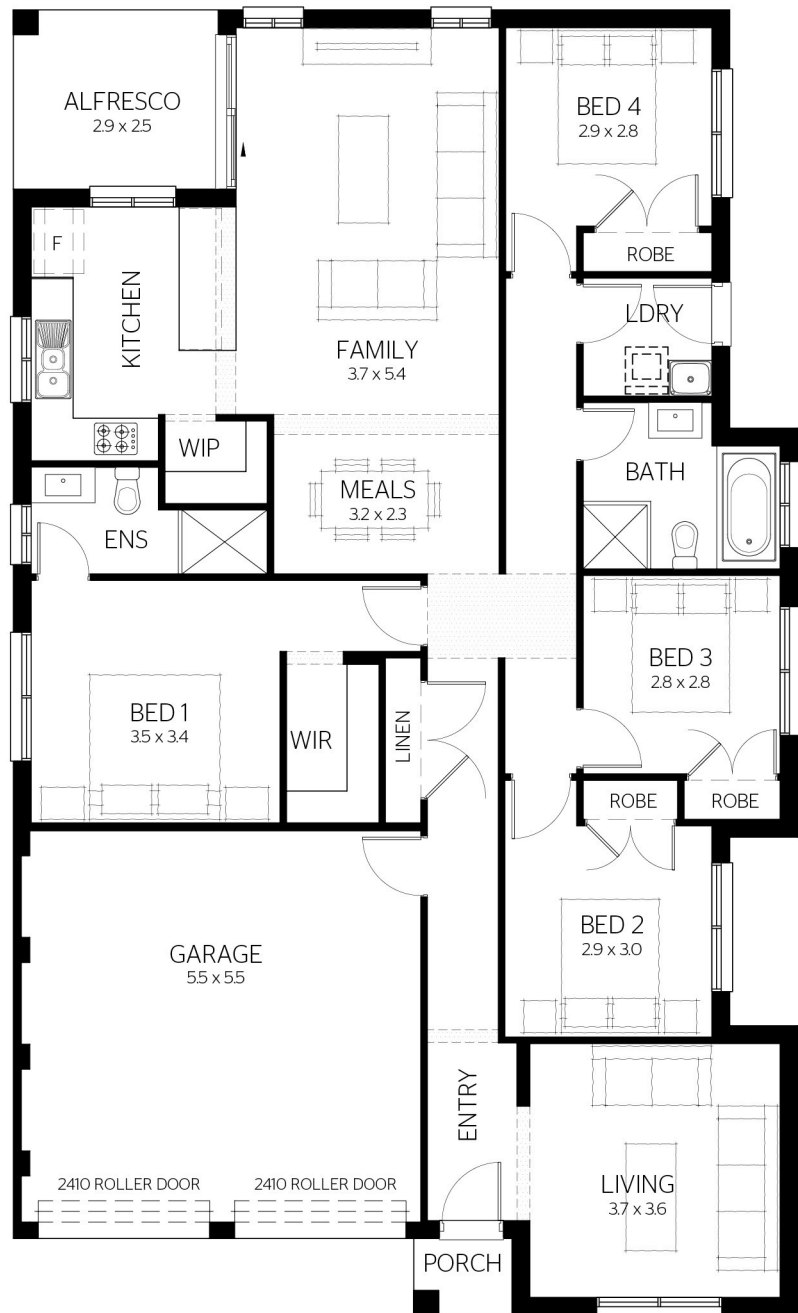 ALFRESCO
2.9 x 2.5
BED 4
2.9 x 2.8
ROBE
F
KITCHEN
LDRY
FAMILY
3.7 x 5.4
WIP
MEALS
3.2 x 2.3
BATH
ENS
BED 3
2.8 x 2.8
BED 1
3.5 x 3.4
WIR
LINEN
ROBE
ROBE
BED 2
2.9 x 3.0
GARAGE
5.5 x 5.5
ENTRY
2410 ROLLER DOOR
2410 ROLLER DOOR
LIVING
3.7 x 3.6
PORCH